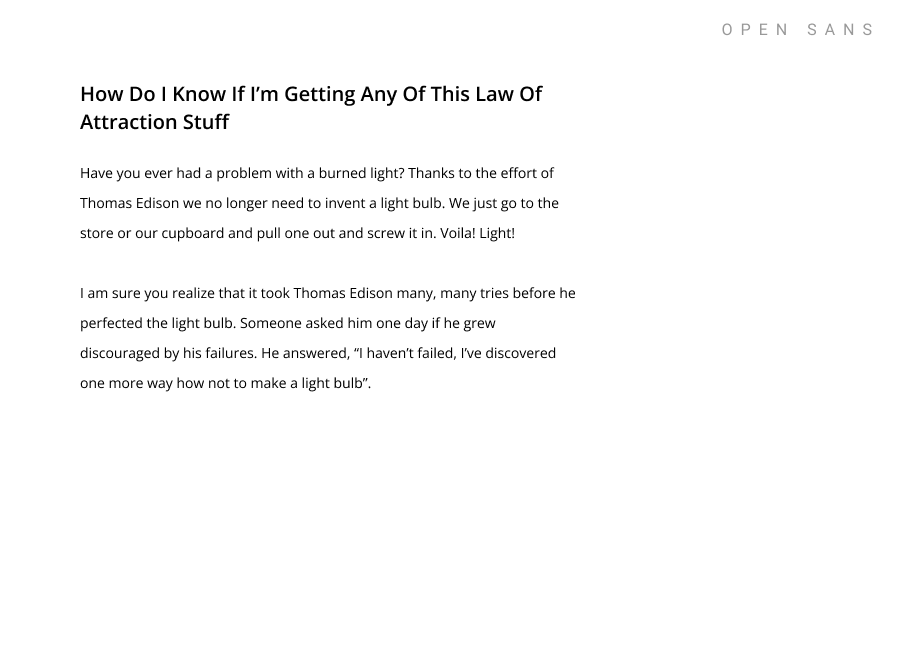 OPEN SANS
How Do I Know If I’m Getting Any Of This Law Of
Attraction Stuff
Have you ever had a problem with a burned light? Thanks to the effort of
Thomas Edison we no longer need to invent a light bulb. We just go to the
store or our cupboard and pull one out and screw it in. Voila! Light!
I am sure you realize that it took Thomas Edison many, many tries before he
perfected the light bulb. Someone asked him one day if he grew
discouraged by his failures. He answered, “I haven’t failed, I’ve discovered
one more way how not to make a light bulb”.